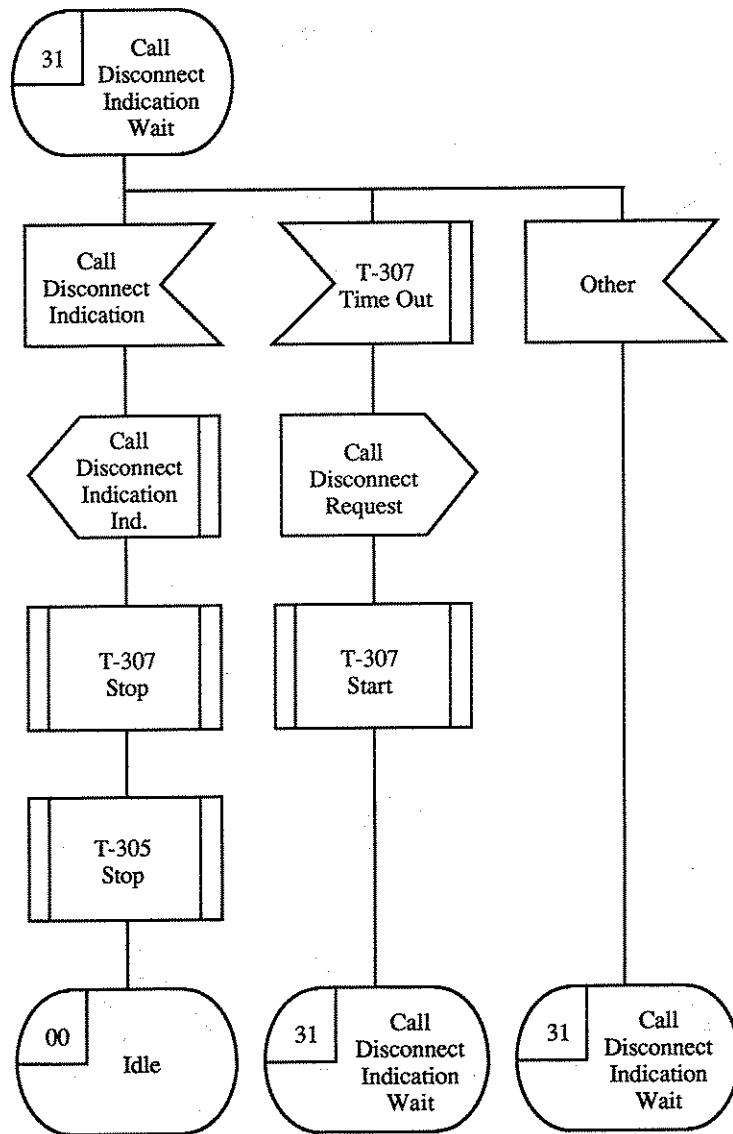 31
Call
Disconnect
Indication
Wait
Call
Disconnect
Indication
T-307
Time Out
Other
Call
Disconnect
Indication
Ind.
Call
Disconnect
Request
T-307
Stop
T-307
Start
T-305
Stop
00
Idle
31
Call
Disconnect
Indication
Wait
31
Call
Disconnect
Indication
Wait